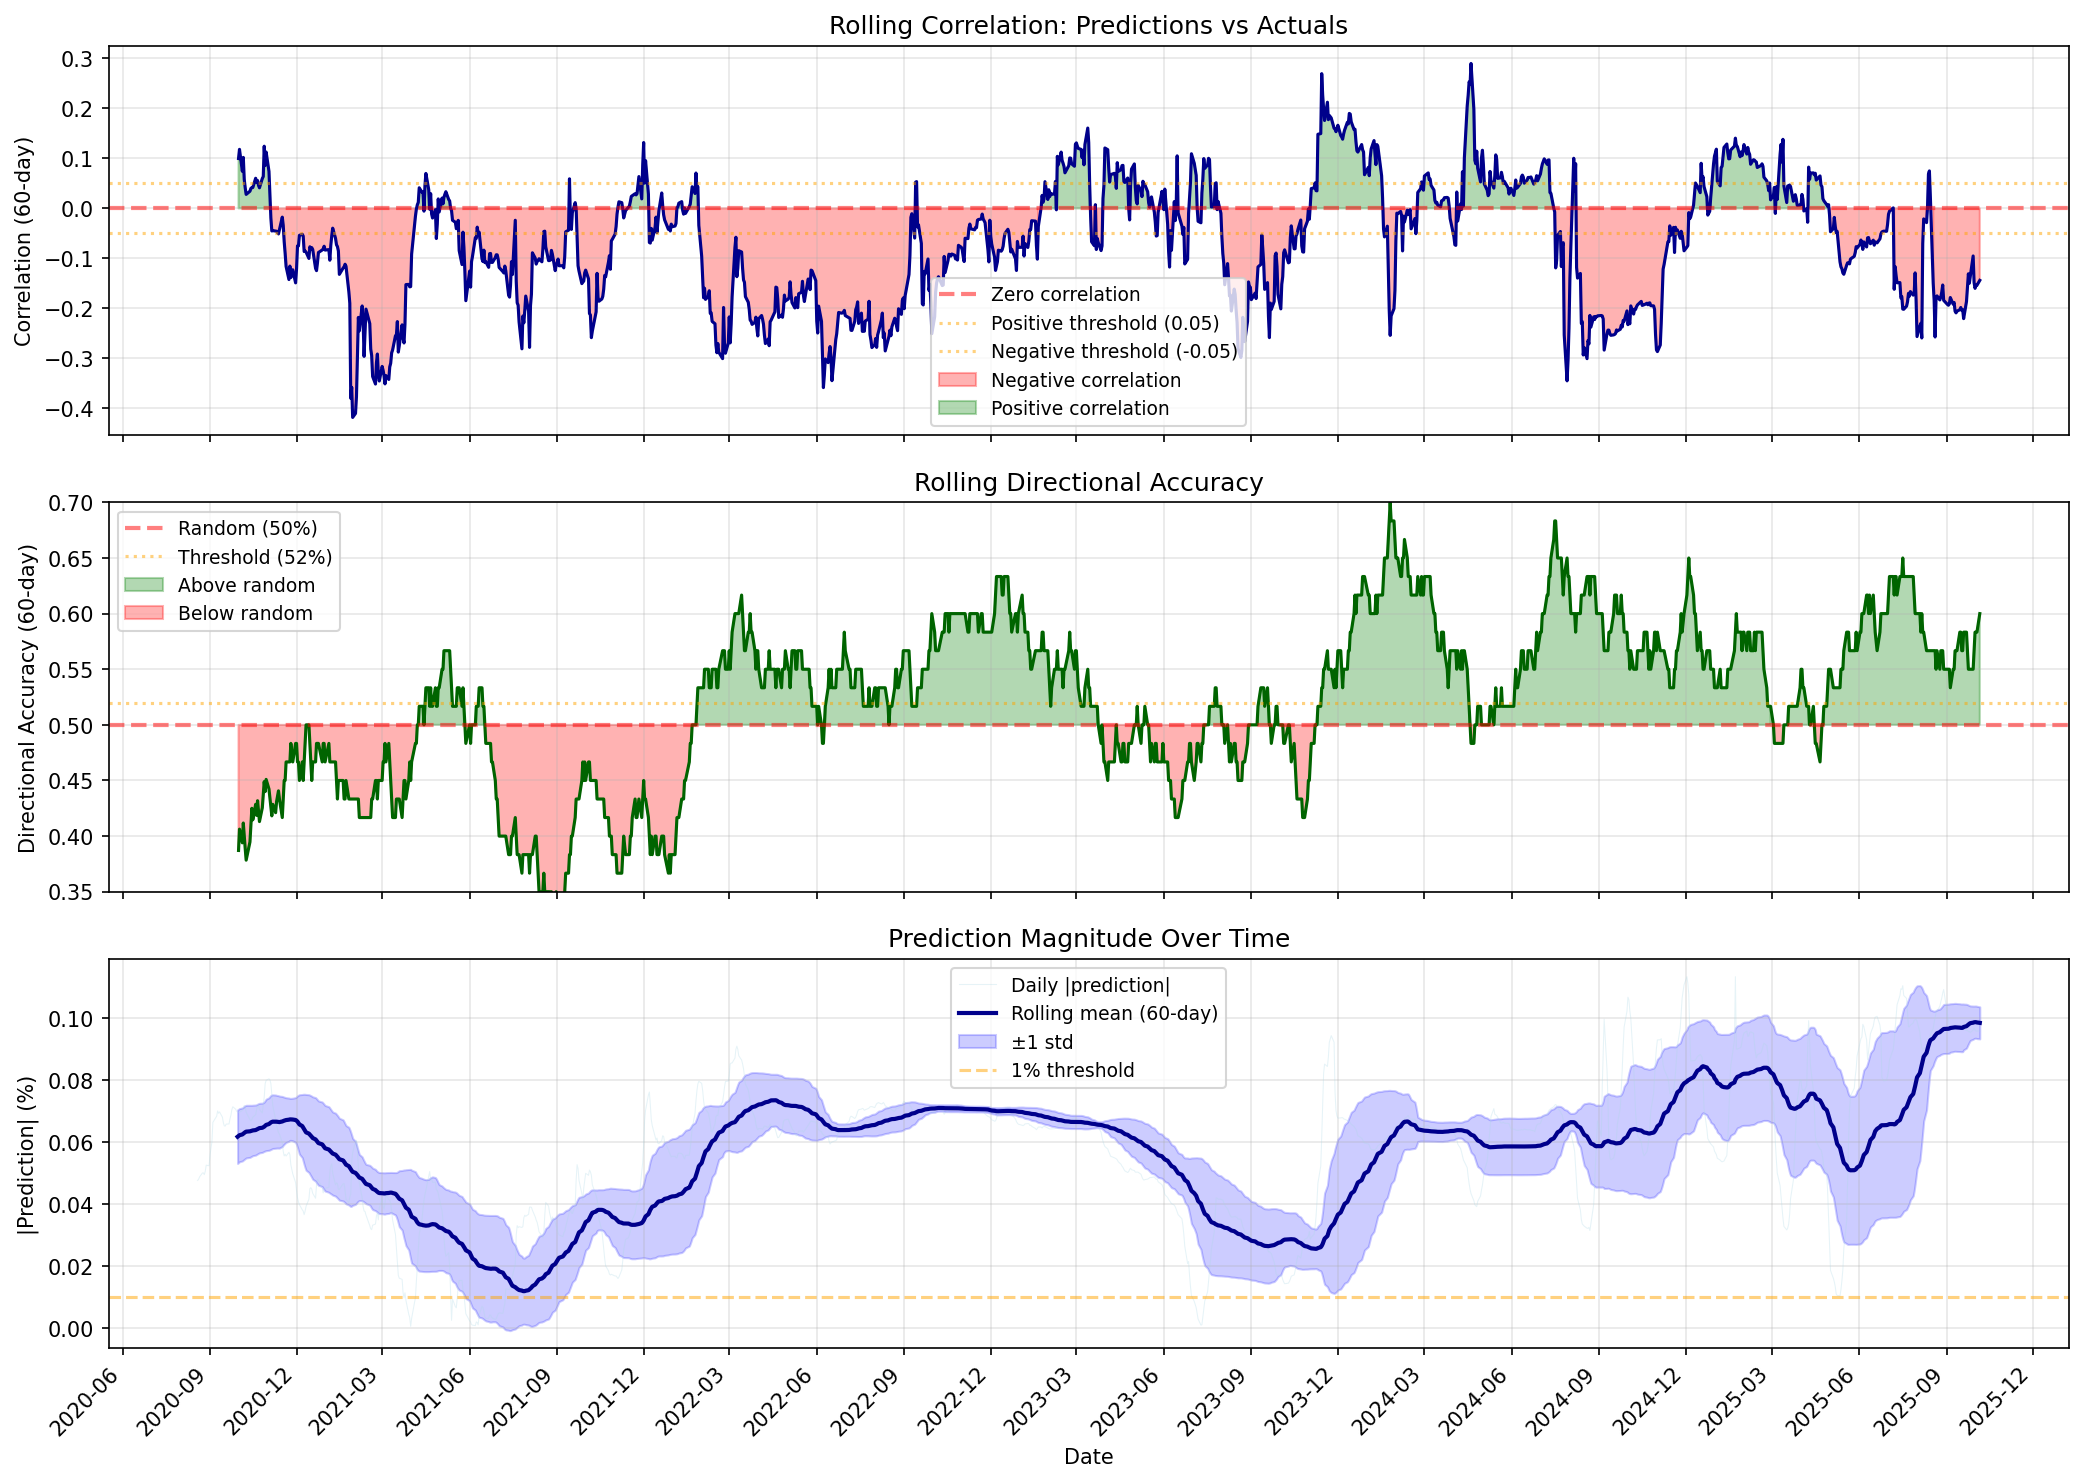 Rolling Correlation: Predictions vs Actuals
Correlation (60-day)
0.3
0.2
0.1
0.0
−0.1
−0.2
−0.3
−0.4
Zero correlation
Positive threshold (0.05)
Negative threshold (-0.05)
Negative correlation
Positive correlation
Rolling Directional Accuracy
Directional Accuracy (60-day)
0.70
0.65
0.60
0.55
0.50
0.45
0.40
0.35
Random (50%)
Threshold (52%)
Above random
Below random
Prediction Magnitude Over Time
|Prediction| (%)
0.10
0.08
0.06
0.04
0.02
0.00
Daily |prediction|
Rolling mean (60-day)
±1 std
1% threshold
2020-06
2020-09
2020-12
2021-03
2021-06
2021-09
2021-12
2022-03
2022-06
2022-09
2022-12
2023-03
2023-06
2023-09
2023-12
2024-03
2024-06
2024-09
2024-12
2025-03
2025-06
2025-09
2025-12
Date